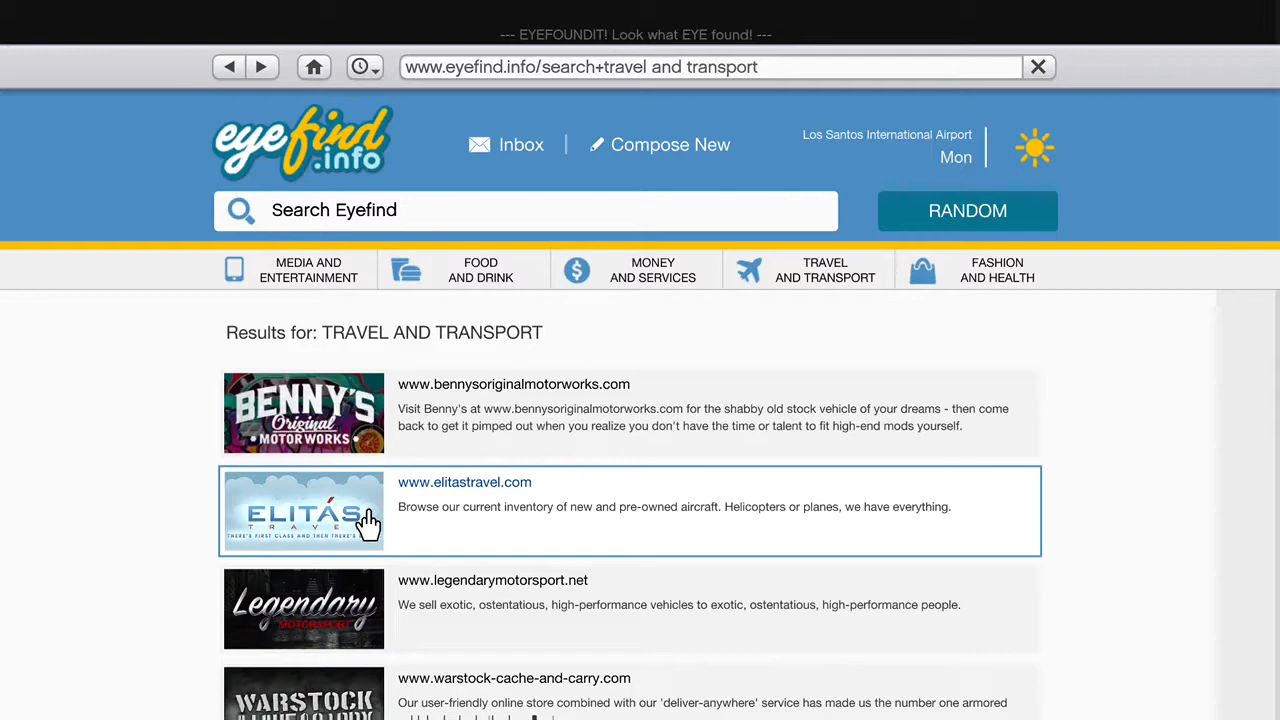 --- EYEFOUNDIT! Look what EYE found! ---
www.eyefind.info/search+travel and transport
eyefind
.info
Inbox
Compose New
Los Santos International Airport
Mon
Search Eyefind
RANDOM
MEDIA AND
ENTERTAINMENT
FOOD
AND DRINK
MONEY
AND SERVICES
TRAVEL
AND TRANSPORT
FASHION
AND HEALTH
Results for: TRAVEL AND TRANSPORT
BENNY'S
Original
MOTOR WORKS
www.bennysoriginalmotorworks.com
Visit Benny's at www.bennysoriginalmotorworks.com for the shabby old stock vehicle of your dreams - then come
back to get it pimped out when you realize you don't have the time or talent to fit high-end mods yourself.
ELITÁS
TRAVE
THERE'S FIRST CLASS AND THEN THERE'S
www.elitastravel.com
Browse our current inventory of new and pre-owned aircraft. Helicopters or planes, we have everything.
Legendary
MOTORSPORT
www.legendarymotorsport.net
We sell exotic, ostentatious, high-performance vehicles to exotic, ostentatious, high-performance people.
WARSTOCK
www.warstock-cache-and-carry.com
Our user-friendly online store combined with our 'deliver-anywhere' service has made us the number one armored